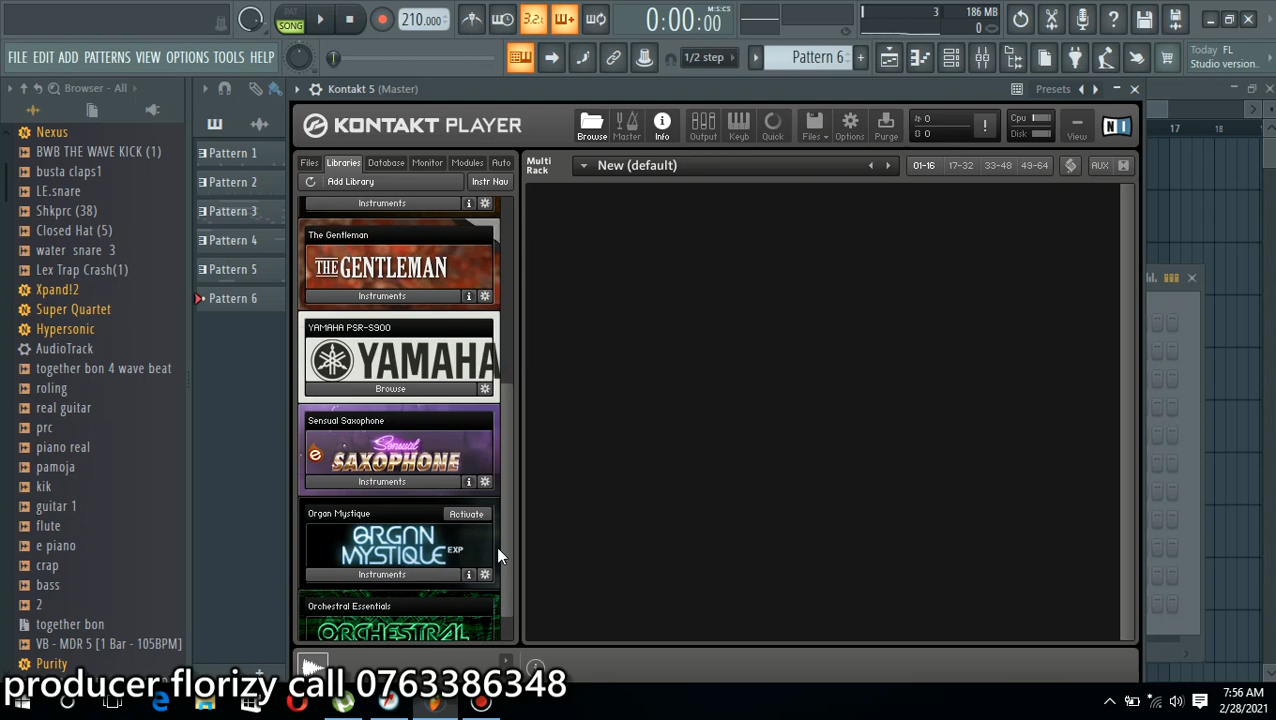 PAT
SONG
210.000
3.2:
0:00:00
M:S:CS
3
186 MB
0
FILE EDIT ADD PATTERNS VIEW OPTIONS TOOLS HELP
1/2 step
Pattern 6
Today FL
Studio version..
Browser - All
Kontakt 5 (Master)
Presets
Nexus
BWB THE WAVE KICK (1)
busta claps1
LE.snare
Shkprc (38)
Closed Hat (5)
water snare 3
Lex Trap Crash(1)
Xpand!2
Super Quartet
Hypersonic
AudioTrack
together bon 4 wave beat
roling
real guitar
prc
piano real
pamoja
kik
guitar 1
flute
e piano
crap
bass
2
together bon
VB - MDR 5 [1 Bar - 105BPM]
Purity
Pattern 1
Pattern 2
Pattern 3
Pattern 4
Pattern 5
Pattern 6
KONTAKT PLAYER
Browse
Master
Info
Output
Keyb
Quick
Files
Options
Purge
0
0 0
!
Cpu
Disk
View
NI
Files
Libraries
Database
Monitor
Modules
Auto
Add Library
Instr Nav
Multi
Rack
New (default)
01-16
17-32
33-48
49-64
AUX
17
18
Instruments
The Gentleman
THE GENTLEMAN
Instruments
YAMAHA PSR-S900
YAMAHA
Browse
Sensual Saxophone
Sensual
SAXOPHONE
Instruments
Organ Mystique
Activate
ORGAN
MYSTIQUE EXP
Instruments
Orchestral Essentials
ORCHESTRAL
producer florizy call 0763386348
7:56 AM
2/28/2021